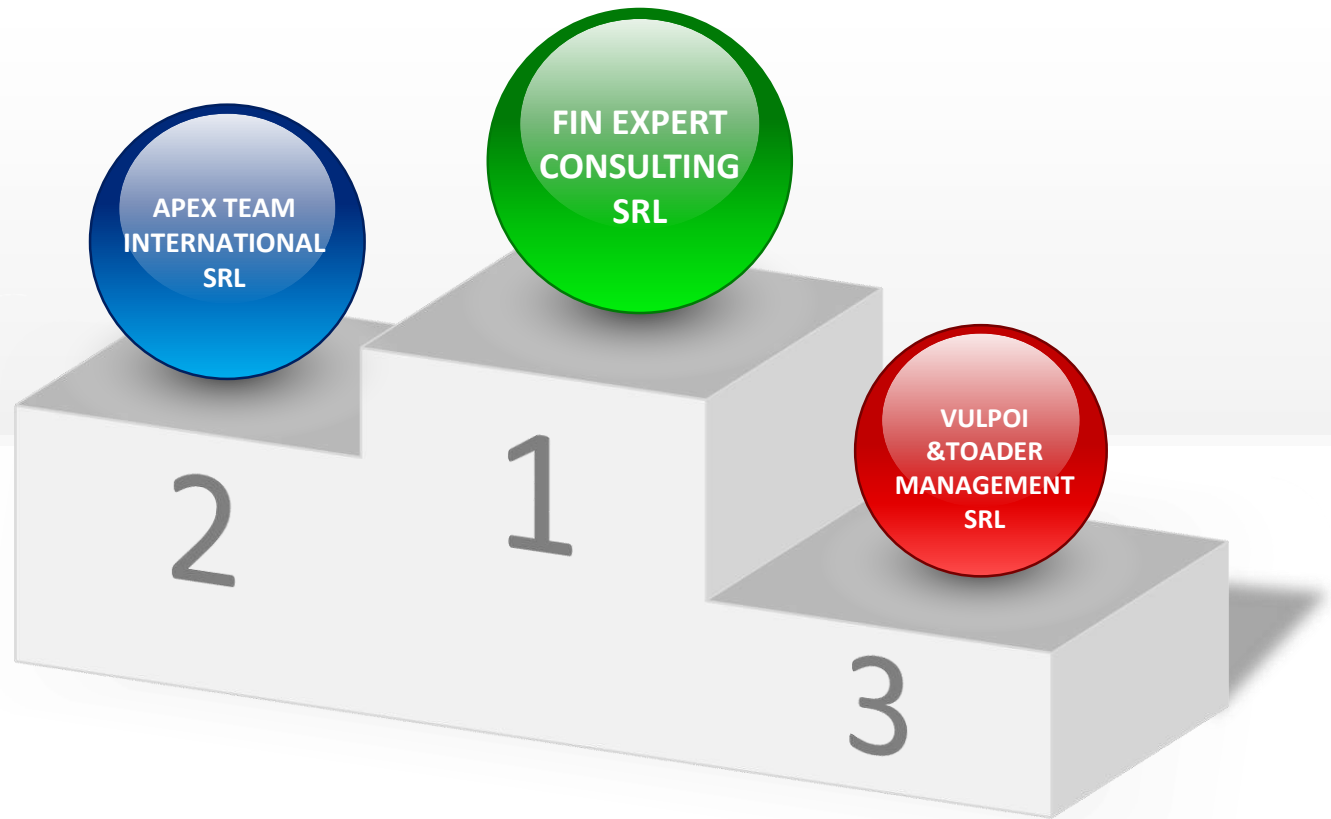 FIN EXPERT
CONSULTING
SRL
APEX TEAM
INTERNATIONAL
SRL
VULPOI
&TOADER
MANAGEMENT
SRL
1
2
3